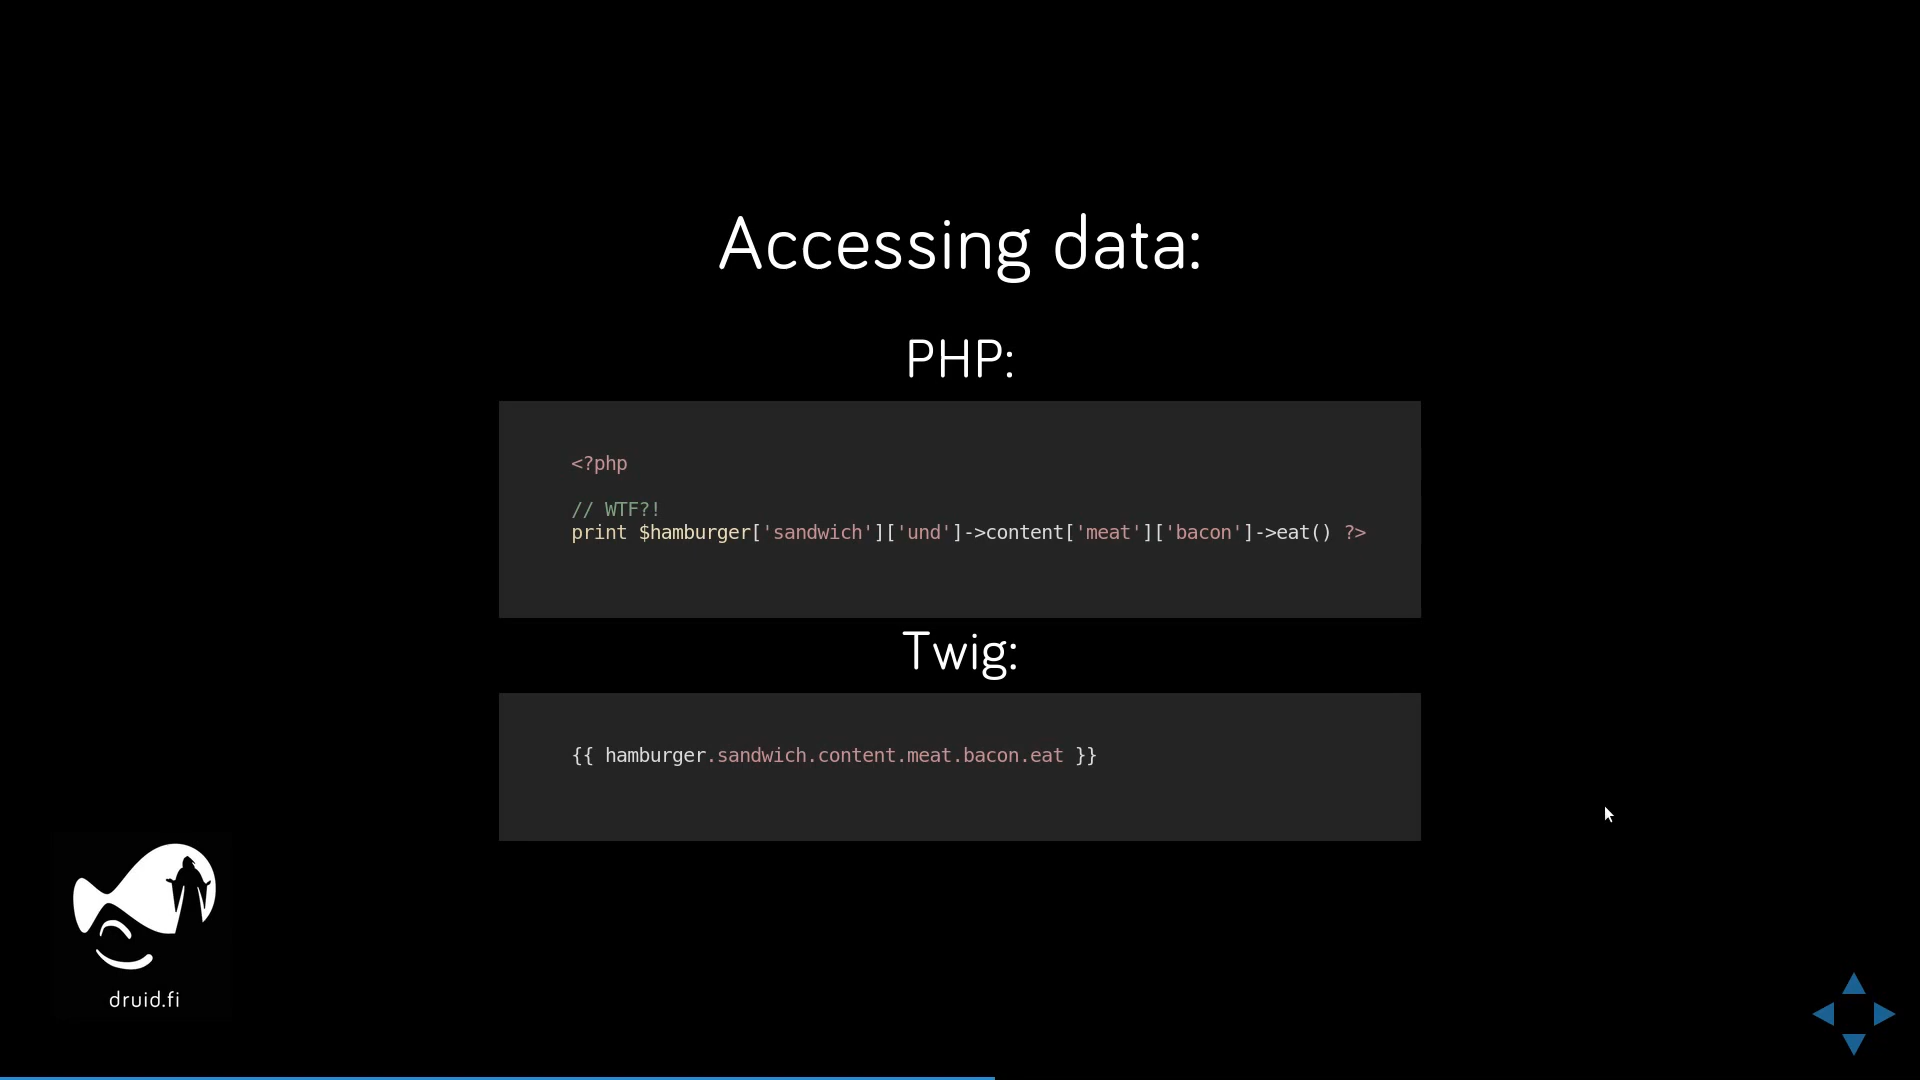 Accessing data:
PHP:
<?php
// WTF?!
print $hamburger['sandwich']['und']->content['meat']['bacon']->eat() ?>
Twig:
{{ hamburger.sandwich.content.meat.bacon.eat }}
druid.fi